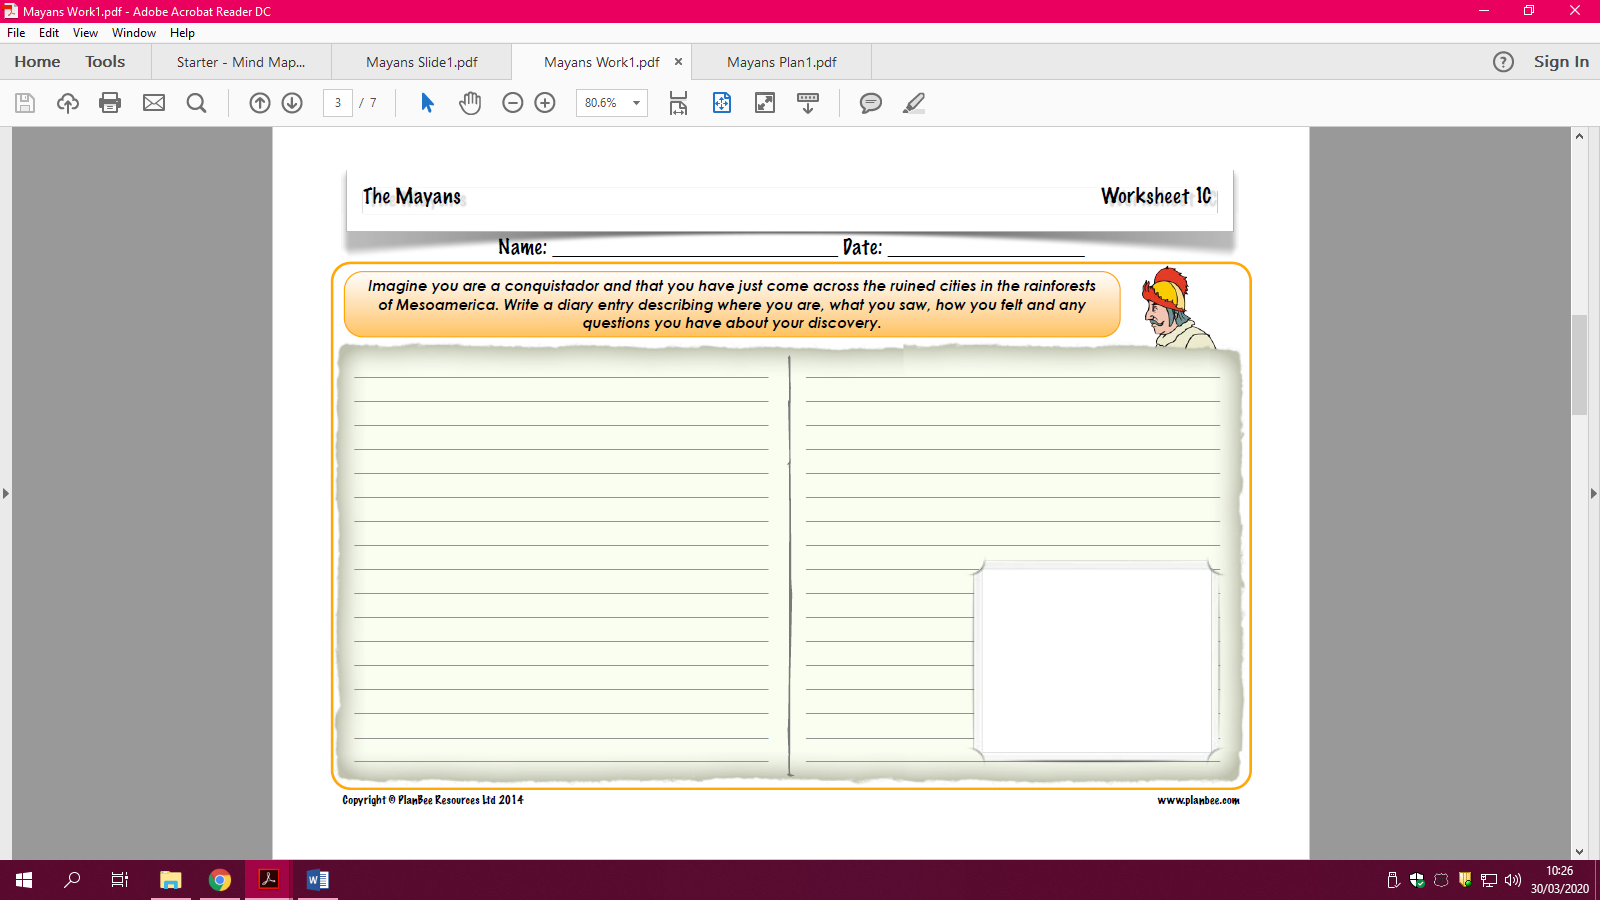 Mayans Work1.pdf - Adobe Acrobat Reader DC
File Edit View Window Help
Home Tools Starter - Mind Map... Mayans Slide1.pdf Mayans Work1.pdf × Mayans Plan1.pdf ? Sign In
3 / 7 80.6%
The Mayans Worksheet 1C
Name: ______________________ Date: ______________________
Imagine you are a conquistador and that you have just come across the ruined cities in the rainforests
of Mesoamerica. Write a diary entry describing where you are, what you saw, how you felt and any
questions you have about your discovery.
Copyright © PlanBee Resources Ltd 2014 www.planbee.com
10:26
30/03/2020